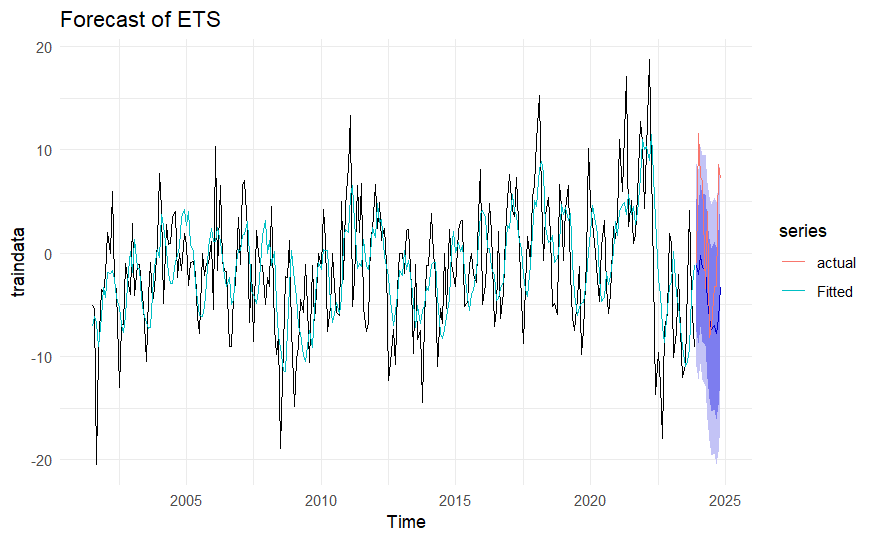 Forecast of ETS
20
10
0
-10
-20
traindata
2005
2010
2015
2020
2025
Time
series
actual
Fitted